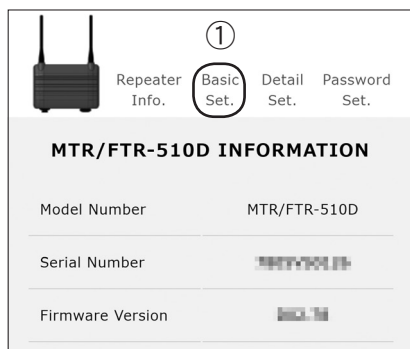 ①
Repeater Basic Detail Password
Info. Set. Set. Set.
MTR/FTR-510D INFORMATION
Model Number MTR/FTR-510D
Serial Number
Firmware Version